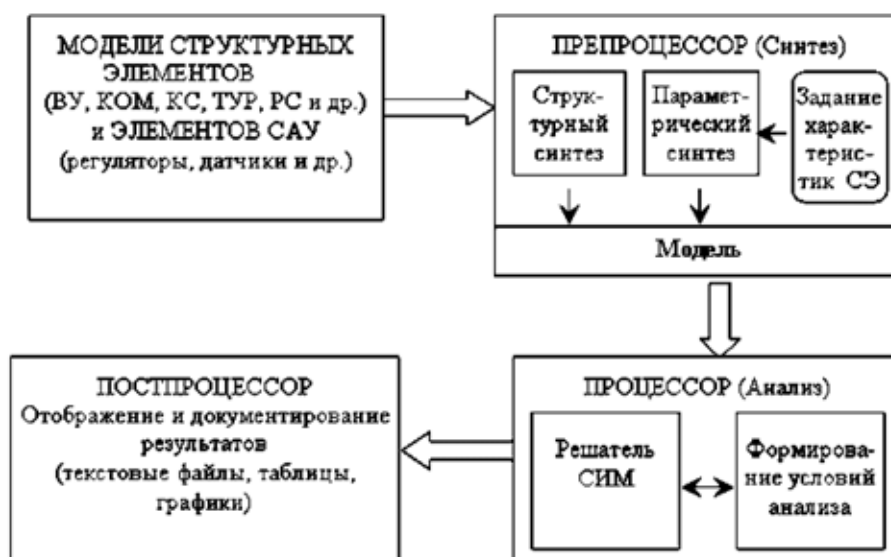 МОДЕЛИ СТРУКТУРНЫХ
ЭЛЕМЕНТОВ
(ВУ, КОМ, КС, ТУР, РС и др.)
и ЭЛЕМЕНТОВ САУ
(регуляторы, датчики и др.)
ПРЕПРОЦЕССОР (Синтез)
Струк-
турный
синтез
Парамет-
рический
синтез
Задание
харак-
терис-
тик СЭ
Модель
ПРОЦЕССОР (Анализ)
Решатель
СИМ
Формирова-
ние условий
анализа
ПОСТПРОЦЕССОР
Отображение и документирование
результатов
(текстовые файлы, таблицы,
графики)